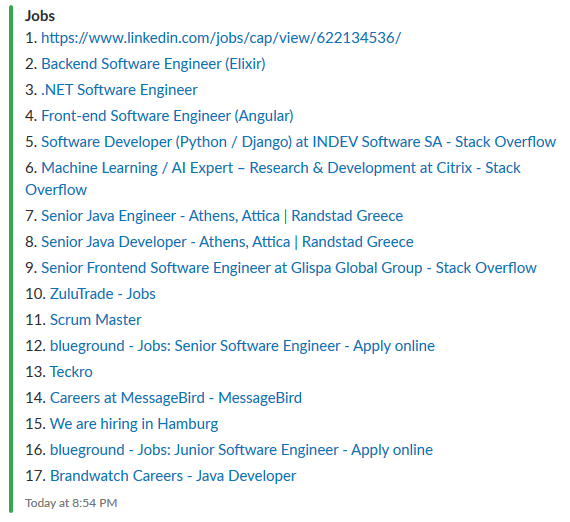 Jobs
1. https://www.linkedin.com/jobs/cap/view/622134536/
2. Backend Software Engineer (Elixir)
3. .NET Software Engineer
4. Front-end Software Engineer (Angular)
5. Software Developer (Python / Django) at INDEV Software SA - Stack Overflow
6. Machine Learning / AI Expert – Research & Development at Citrix - Stack
Overflow
7. Senior Java Engineer - Athens, Attica | Randstad Greece
8. Senior Java Developer - Athens, Attica | Randstad Greece
9. Senior Frontend Software Engineer at Glispa Global Group - Stack Overflow
10. ZuluTrade - Jobs
11. Scrum Master
12. blueground - Jobs: Senior Software Engineer - Apply online
13. Teckro
14. Careers at MessageBird - MessageBird
15. We are hiring in Hamburg
16. blueground - Jobs: Junior Software Engineer - Apply online
17. Brandwatch Careers - Java Developer
Today at 8:54 PM